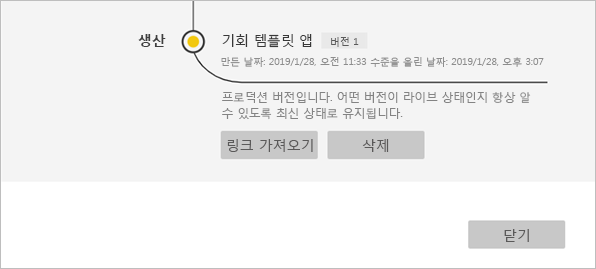 생산
기회 템플릿 앱 버전 1
만든 날짜: 2019/1/28, 오전 11:33 수준을 올린 날짜: 2019/1/28, 오후 3:07
프로덕션 버전입니다. 어떤 버전이 라이브 상태인지 항상 알
수 있도록 최신 상태로 유지됩니다.
링크 가져오기 삭제
닫기